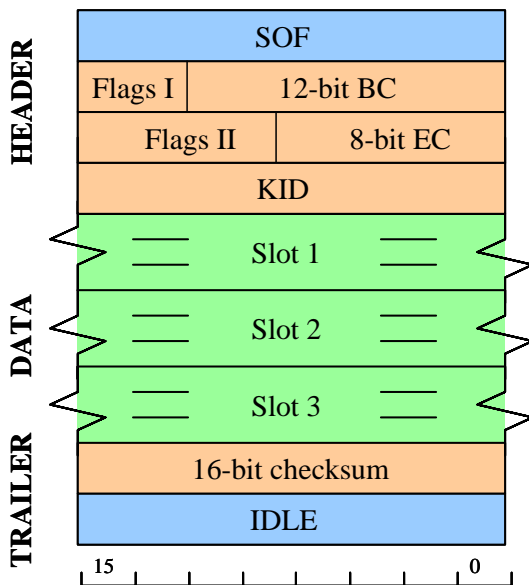 HEADER
SOF
Flags I 12-bit BC
Flags II 8-bit EC
KID
DATA
Slot 1
Slot 2
Slot 3
TRAILER
16-bit checksum
IDLE
15 0